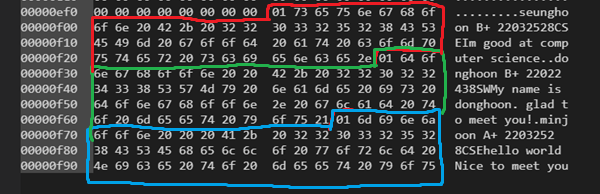 00000ef0 00 00 00 00 00 00 00 00 01 73 65 75 6e 67 68 6f .........seungho
00000f00 6f 6e 20 42 2b 20 32 32 30 33 32 35 32 38 43 53 on B+ 22032528CS
00000f10 45 49 6d 20 67 6f 6f 64 20 61 74 20 63 6f 6d 70 EIm good at comp
00000f20 75 74 65 72 20 73 63 69 65 6e 63 65 2e 01 64 6f uter science..do
00000f30 6e 67 68 6f 6f 6e 20 20 42 2b 20 32 32 30 32 32 nghoon B+ 22022
00000f40 34 33 38 53 57 4d 79 20 6e 61 6d 65 20 69 73 20 438SWMy name is
00000f50 64 6f 6e 67 68 6f 6f 6e 2e 20 67 6c 61 64 20 74 donghoon. glad t
00000f60 6f 20 6d 65 65 74 20 79 6f 75 21 01 6d 69 6e 6a o meet you!.minj
00000f70 6f 6f 6e 20 20 20 41 2b 20 32 32 30 33 32 35 32 oon A+ 2203252
00000f80 38 43 53 45 68 65 6c 6c 6f 20 77 6f 72 6c 64 20 8CSEhello world
00000f90 4e 69 63 65 20 74 6f 20 6d 65 65 74 20 79 6f 75 Nice to meet you